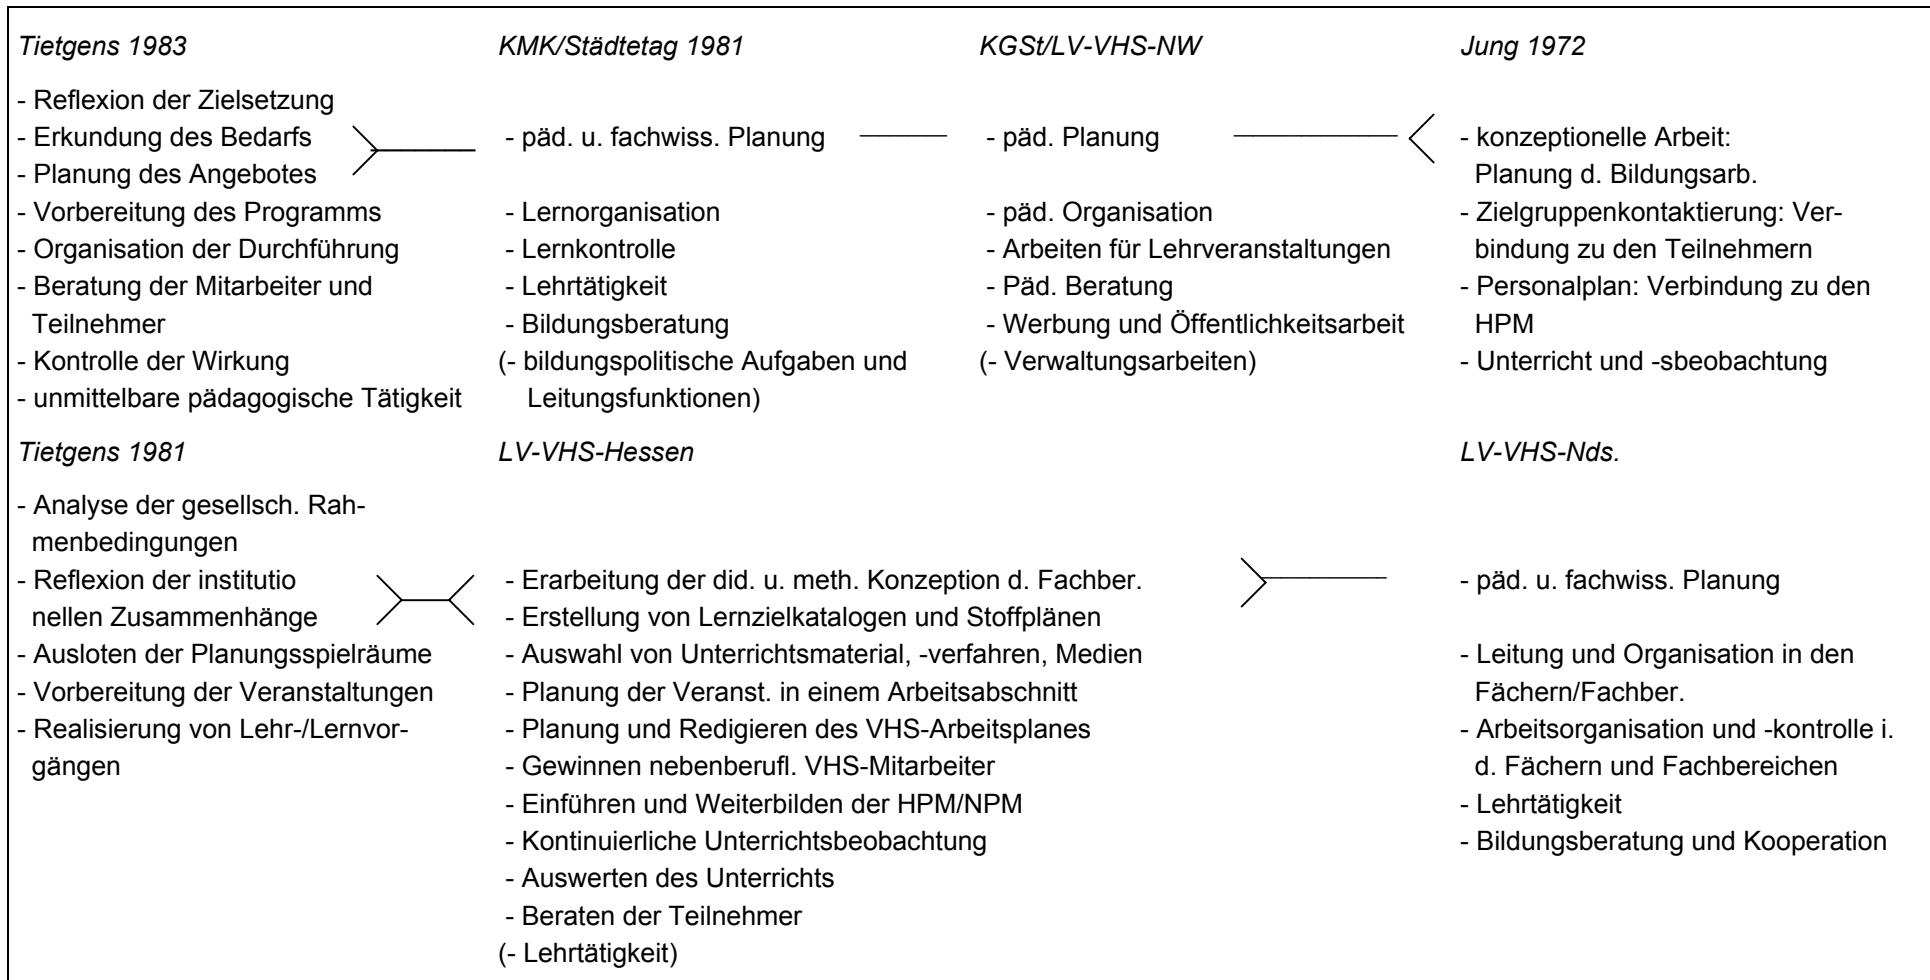 Tietgens 1983
- Reflexion der Zielsetzung
- Erkundung des Bedarfs
- Planung des Angebotes
- Vorbereitung des Programms
- Organisation der Durchführung
- Beratung der Mitarbeiter und
Teilnehmer
- Kontrolle der Wirkung
- unmittelbare pädagogische Tätigkeit
KMK/Städtetag 1981
- päd. u. fachwiss. Planung
- Lernorganisation
- Lernkontrolle
- Lehrtätigkeit
- Bildungsberatung
(- bildungspolitische Aufgaben und
Leitungsfunktionen)
KGSt/LV-VHS-NW
- päd. Planung
- päd. Organisation
- Arbeiten für Lehrveranstaltungen
- Päd. Beratung
- Werbung und Öffentlichkeitsarbeit
(- Verwaltungsarbeiten)
Jung 1972
- konzeptionelle Arbeit:
Planung d. Bildungsarb.
- Zielgruppenkontaktierung: Ver-
bindung zu den Teilnehmern
- Personalplan: Verbindung zu den
HPM
- Unterricht und -sbeobachtung
Tietgens 1981
- Analyse der gesellsch. Rah-
menbedingungen
- Reflexion der institutio
nellen Zusammenhänge
- Ausloten der Planungsspielräume
- Vorbereitung der Veranstaltungen
- Realisierung von Lehr-/Lernvor-
gängen
LV-VHS-Hessen
- Erarbeitung der did. u. meth. Konzeption d. Fachber.
- Erstellung von Lernzielkatalogen und Stoffplänen
- Auswahl von Unterrichtsmaterial, -verfahren, Medien
- Planung der Veranst. in einem Arbeitsabschnitt
- Planung und Redigieren des VHS-Arbeitsplanes
- Gewinnen nebenberufl. VHS-Mitarbeiter
- Einführen und Weiterbilden der HPM/NPM
- Kontinuierliche Unterrichtsbeobachtung
- Auswerten des Unterrichts
- Beraten der Teilnehmer
(- Lehrtätigkeit)
LV-VHS-Nds.
- päd. u. fachwiss. Planung
- Leitung und Organisation in den
Fächern/Fachber.
- Arbeitsorganisation und -kontrolle i.
d. Fächern und Fachbereichen
- Lehrtätigkeit
- Bildungsberatung und Kooperation